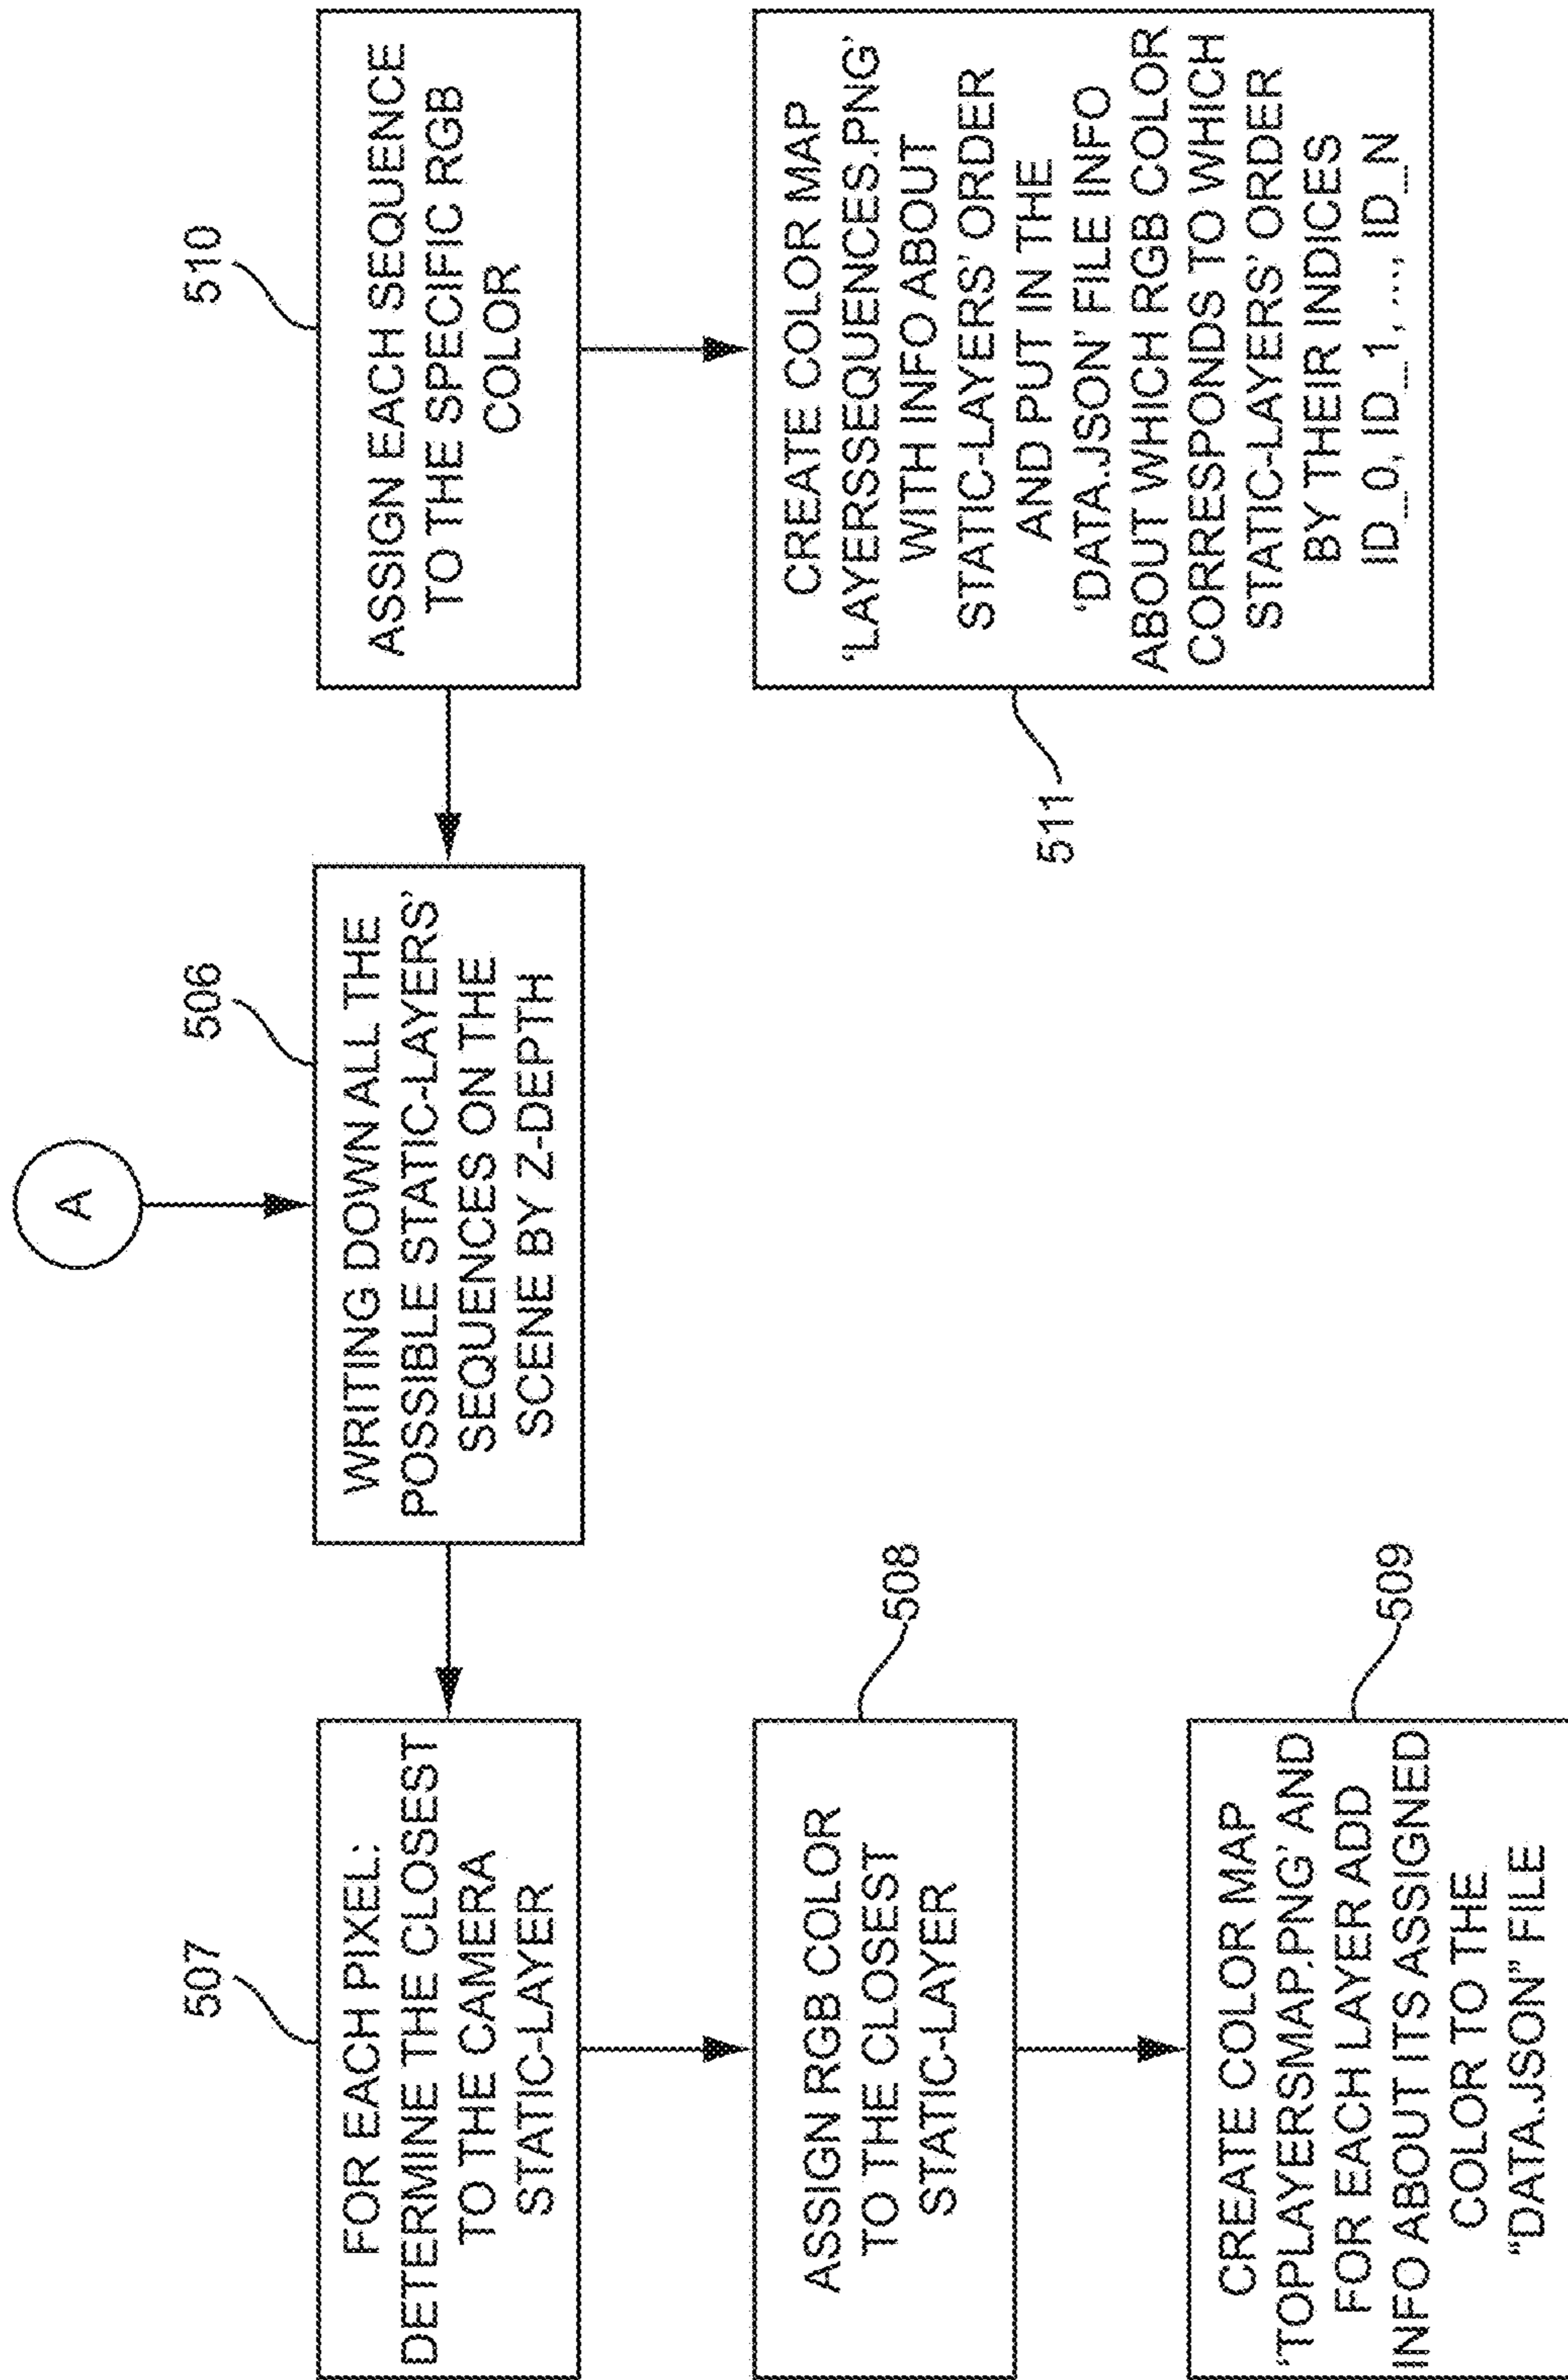 A
506
WRITING DOWN ALL THE
POSSIBLE STATIC-LAYERS'
SEQUENCES ON THE
SCENE BY Z-DEPTH
507
FOR EACH PIXEL:
DETERMINE THE CLOSEST
TO THE CAMERA
STATIC-LAYER
508
ASSIGN RGB COLOR
TO THE CLOSEST
STATIC-LAYER
509
CREATE COLOR MAP
'TOPLAYERSMAP.PNG' AND
FOR EACH LAYER ADD
INFO ABOUT ITS ASSIGNED
COLOR TO THE
"DATA.JSON" FILE
510
ASSIGN EACH SEQUENCE
TO THE SPECIFIC RGB
COLOR
511
CREATE COLOR MAP
'LAYERSSEQUENCES.PNG'
WITH INFO ABOUT
STATIC-LAYERS' ORDER
AND PUT IN THE
'DATA.JSON' FILE INFO
ABOUT WHICH RGB COLOR
CORRESPONDS TO WHICH
STATIC-LAYERS' ORDER
BY THEIR INDICES
ID_0, ID_1, ..., ID_N